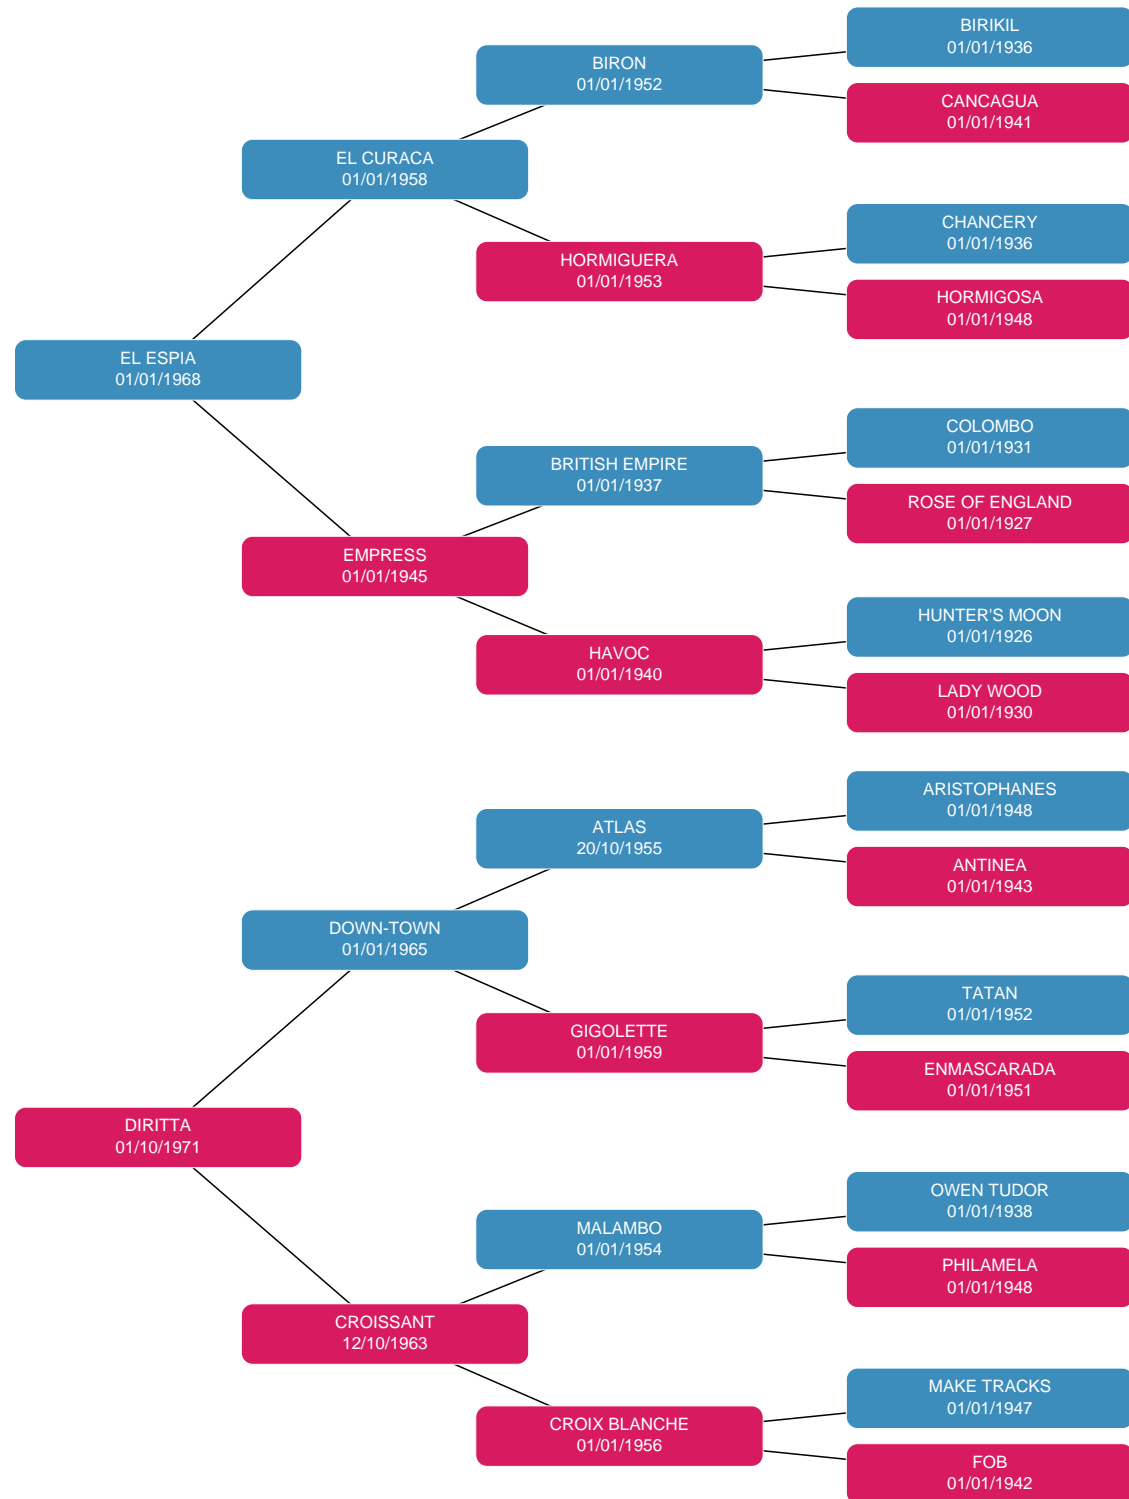 BIRIKIL
01/01/1936
BIRON
01/01/1952
CANCAGUA
01/01/1941
EL CURACA
01/01/1958
CHANCERY
01/01/1936
HORMIGUERA
01/01/1953
HORMIGOSA
01/01/1948
EL ESPIA
01/01/1968
COLOMBO
01/01/1931
BRITISH EMPIRE
01/01/1937
ROSE OF ENGLAND
01/01/1927
EMPRESS
01/01/1945
HUNTER'S MOON
01/01/1926
HAVOC
01/01/1940
LADY WOOD
01/01/1930
ARISTOPHANES
01/01/1948
ATLAS
20/10/1955
ANTINEA
01/01/1943
DOWN-TOWN
01/01/1965
TATAN
01/01/1952
GIGOLETTE
01/01/1959
ENMASCARADA
01/01/1951
DIRITTA
01/10/1971
OWEN TUDOR
01/01/1938
MALAMBO
01/01/1954
PHILAMELA
01/01/1948
CROISSANT
12/10/1963
MAKE TRACKS
01/01/1947
CROIX BLANCHE
01/01/1956
FOB
01/01/1942